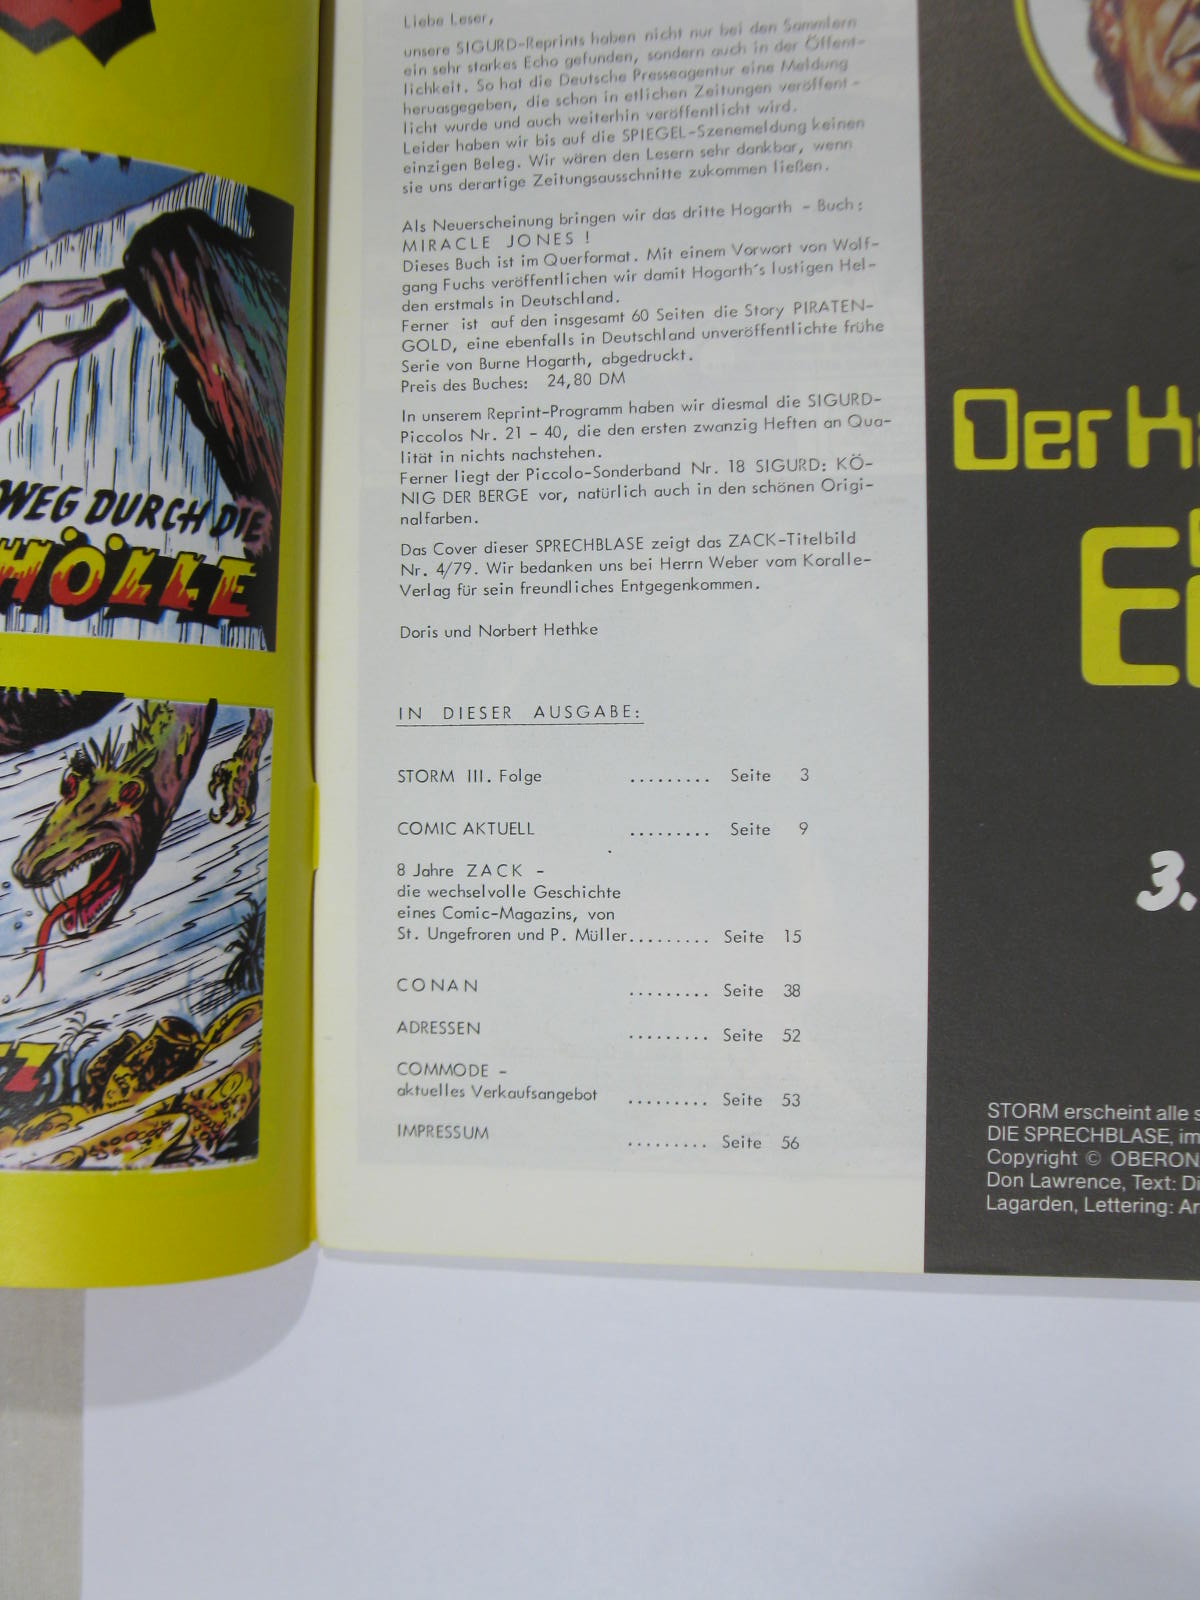 WEG DURCH DIE
HÖLLE
Liebe Leser,
unsere SIGURD-Reprints haben nicht nur bei den Sammlern
ein sehr starkes Echo gefunden, sondern auch in der Öffent-
lichkeit. So hat die Deutsche Presseagentur eine Meldung
heruasgegeben, die schon in etlichen Zeitungen veröffent-
licht wurde und auch weiterhin veröffentlicht wird.
Leider haben wir bis auf die SPIEGEL-Szenemeldung keinen
einzigen Beleg. Wir wären den Lesern sehr dankbar, wenn
sie uns derartige Zeitungsausschnitte zukommen ließen.
Als Neuerscheinung bringen wir das dritte Hogarth - Buch:
MIRACLE JONES !
Dieses Buch ist im Querformat. Mit einem Vorwort von Wolf-
gang Fuchs veröffentlichen wir damit Hogarth's lustigen Hel-
den erstmals in Deutschland.
Ferner ist auf den insgesamt 60 Seiten die Story PIRATEN-
GOLD, eine ebenfalls in Deutschland unveröffentlichte frühe
Serie von Burne Hogarth, abgedruckt.
Preis des Buches: 24,80 DM
In unserem Reprint-Programm haben wir diesmal die SIGURD-
Piccolos Nr. 21 - 40, die den ersten zwanzig Heften an Qua-
lität in nichts nachstehen.
Ferner liegt der Piccolo-Sonderband Nr. 18 SIGURD: KÖ-
NIG DER BERGE vor, natürlich auch in den schönen Origi-
nalfarben.
Das Cover dieser SPRECHBLASE zeigt das ZACK-Titelbild
Nr. 4/79. Wir bedanken uns bei Herrn Weber vom Koralle-
Verlag für sein freundliches Entgegenkommen.
Doris und Norbert Hethke
IN DIESER AUSGABE:
STORM III. Folge ......... Seite 3
COMIC AKTUELL ......... Seite 9
8 Jahre ZACK -
die wechselvolle Geschichte
eines Comic-Magazins, von
St. Ungefroren und P. Müller......... Seite 15
CONAN ......... Seite 38
ADRESSEN ......... Seite 52
COMMODE -
aktuelles Verkaufsangebot ......... Seite 53
IMPRESSUM ......... Seite 56
Der
3.
STORM erscheint alle
DIE SPRECHBLASE, im
Copyright © OBERON
Don Lawrence, Text:
Lagarden, Lettering: